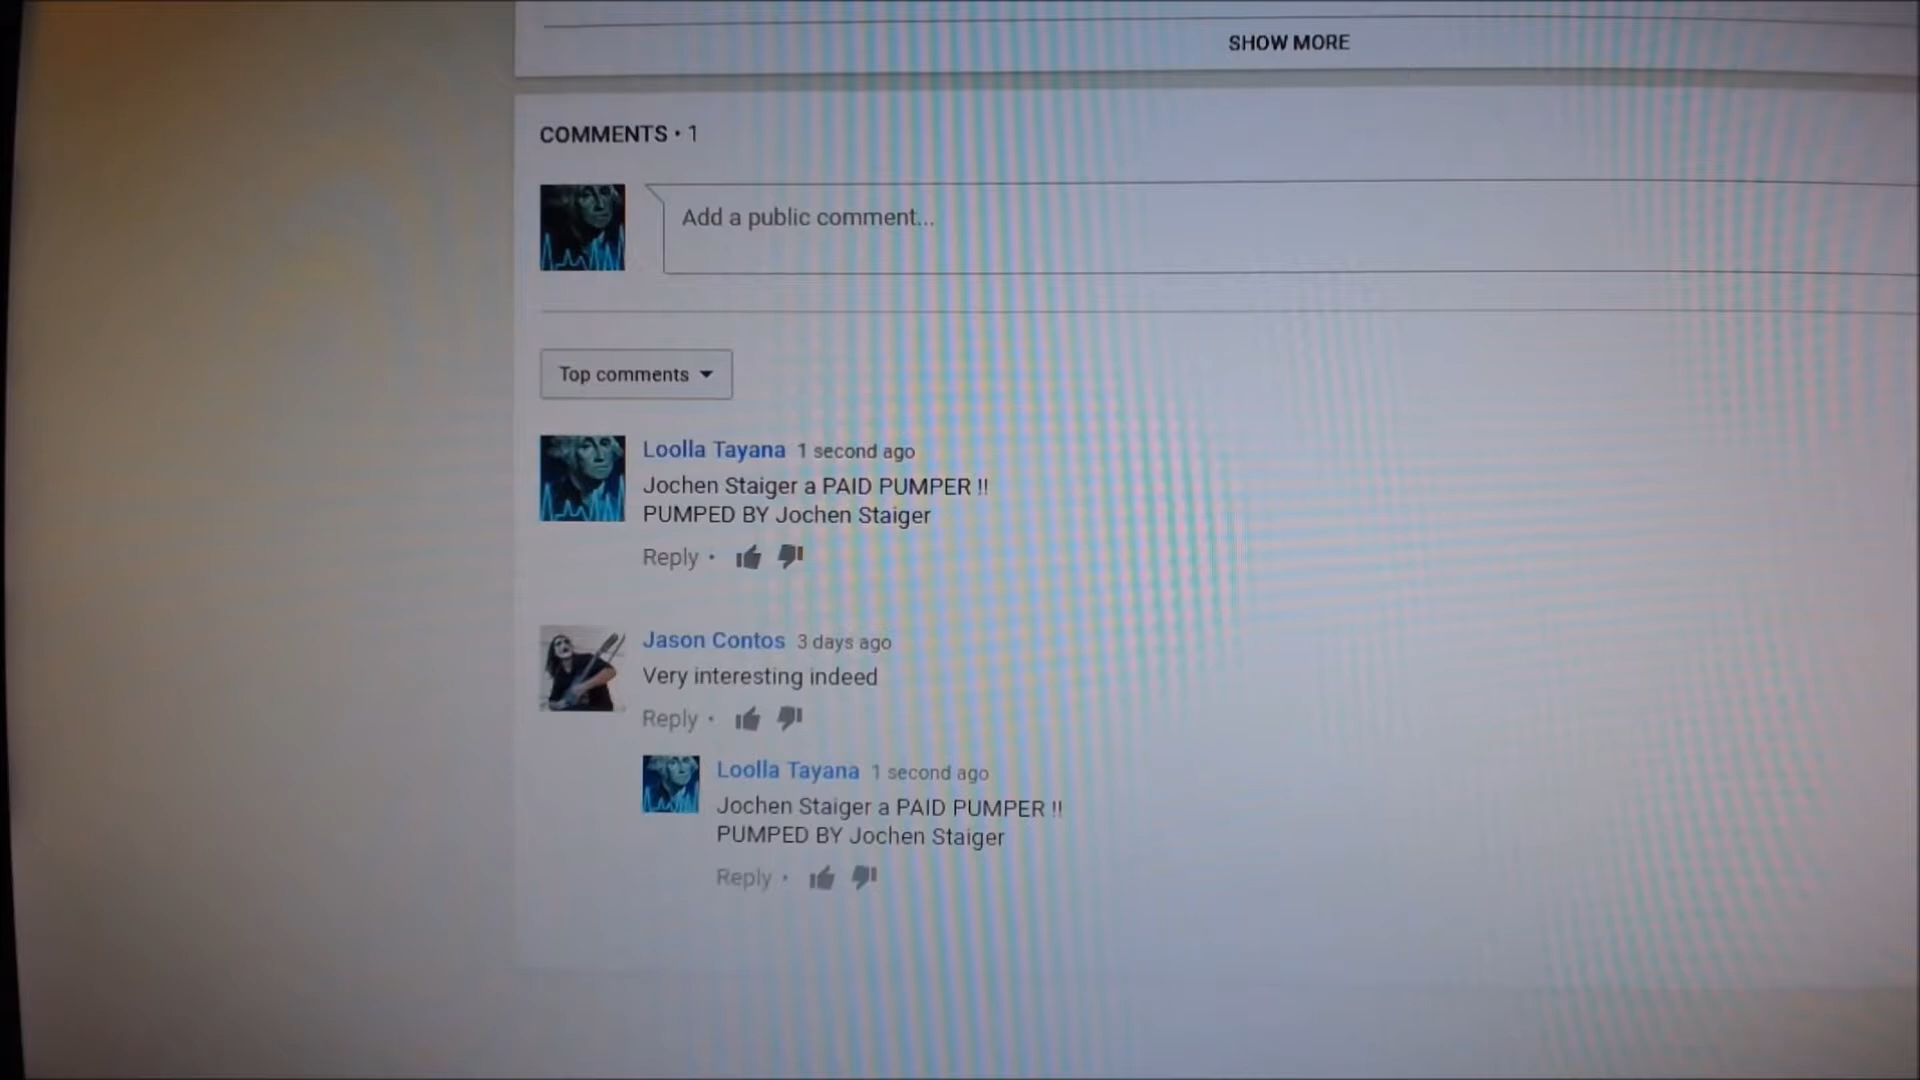 SHOW MORE
COMMENTS • 1
Add a public comment...
Top comments
Loolla Tayana 1 second ago
Jochen Staiger a PAID PUMPER !!
PUMPED BY Jochen Staiger
Reply •
Jason Contos 3 days ago
Very interesting indeed
Reply •
Loolla Tayana 1 second ago
Jochen Staiger a PAID PUMPER !!
PUMPED BY Jochen Staiger
Reply •